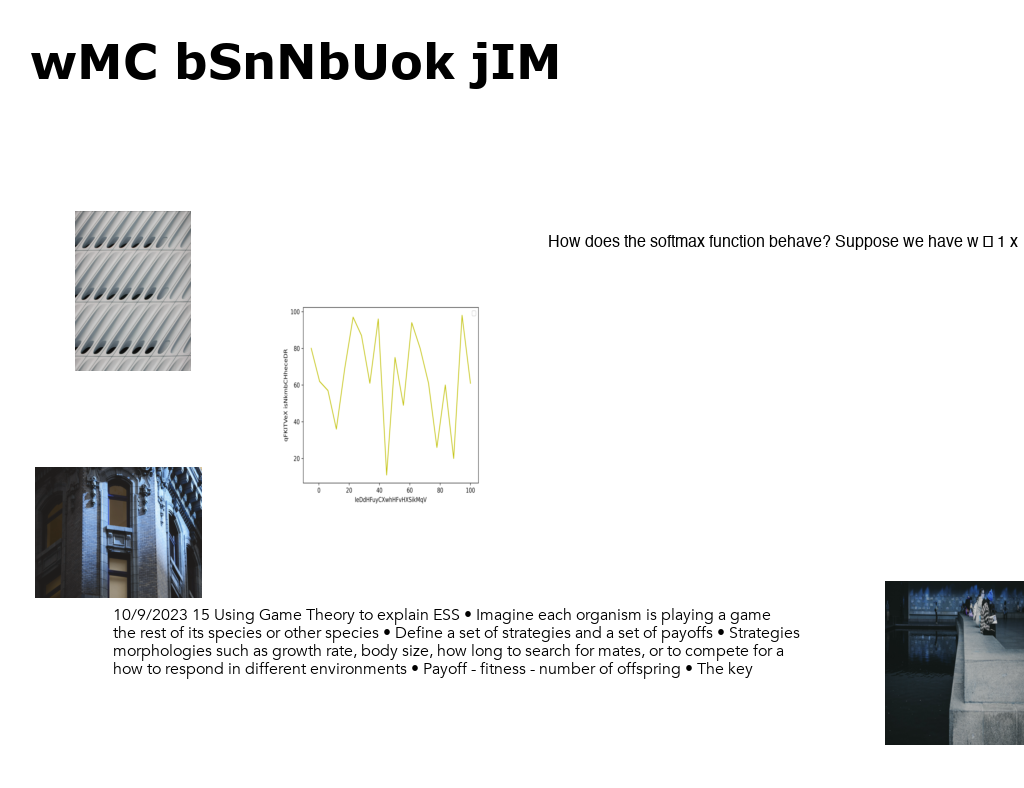 wMC bSnNbUok jIM
How does the softmax function behave? Suppose we have w 1 x
100
80
60
40
20
0 20 40 60 80 100
10/9/2023 15 Using Game Theory to explain ESS • Imagine each organism is playing a game
the rest of its species or other species • Define a set of strategies and a set of payoffs • Strategies
morphologies such as growth rate, body size, how long to search for mates, or to compete for a
how to respond in different environments • Payoff - fitness - number of offspring • The key